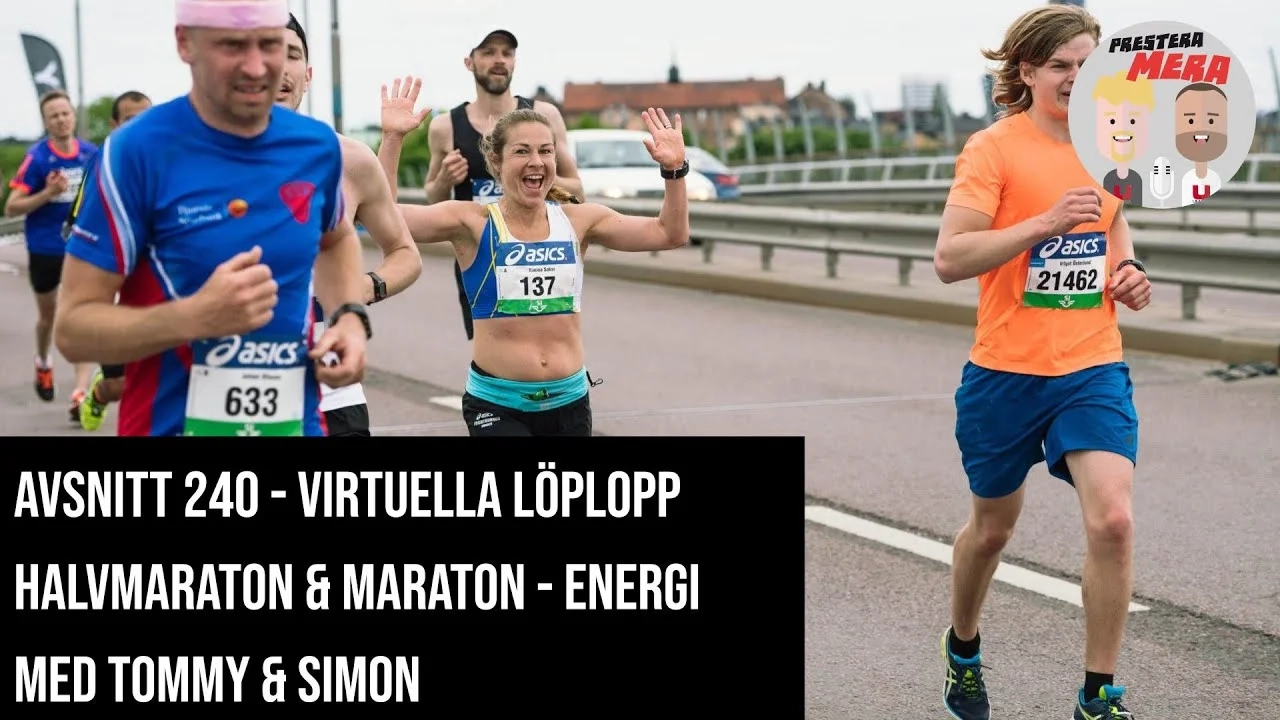 PRESTERA
MERA
asics
137
asics
21462
asics
633
AVSNITT 240 - VIRTUELLA LÖPLOPP
HALVMARATON & MARATON - ENERGI
MED TOMMY & SIMON